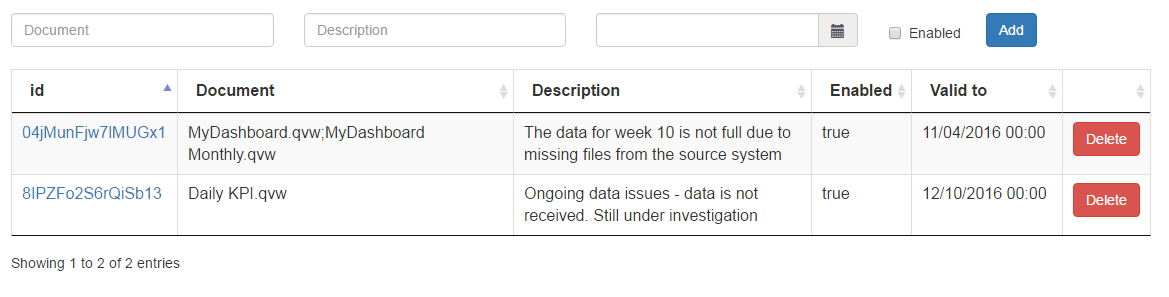 Document Description Enabled Add
id Document Description Enabled Valid to
04jMunFjw7lMUGx1 MyDashboard.qvw;MyDashboard The data for week 10 is not full due to true 11/04/2016 00:00 Delete
Monthly.qvw missing files from the source system
8IPZFo2S6rQiSb13 Daily KPI.qvw Ongoing data issues - data is not true 12/10/2016 00:00 Delete
received. Still under investigation
Showing 1 to 2 of 2 entries